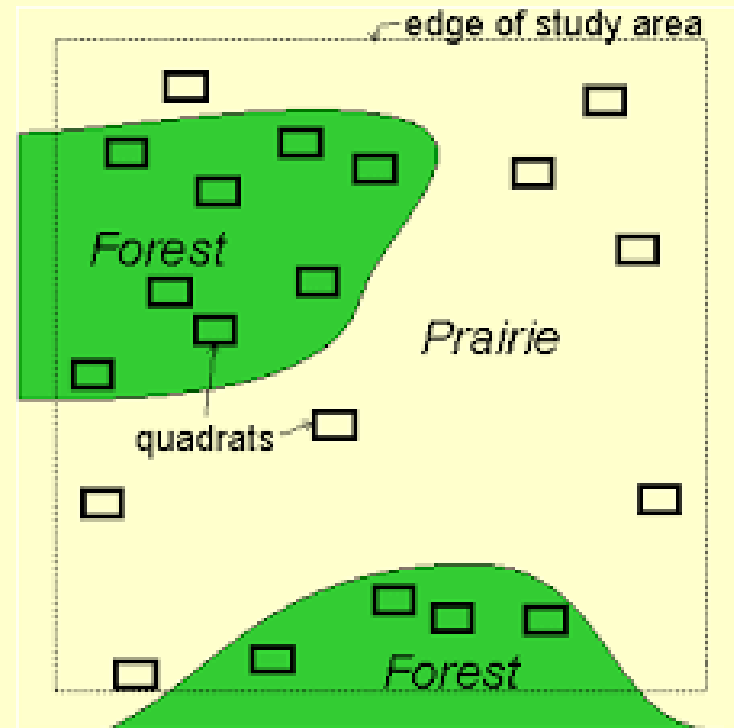 edge of study area
Forest
Prairie
quadrats
Forest